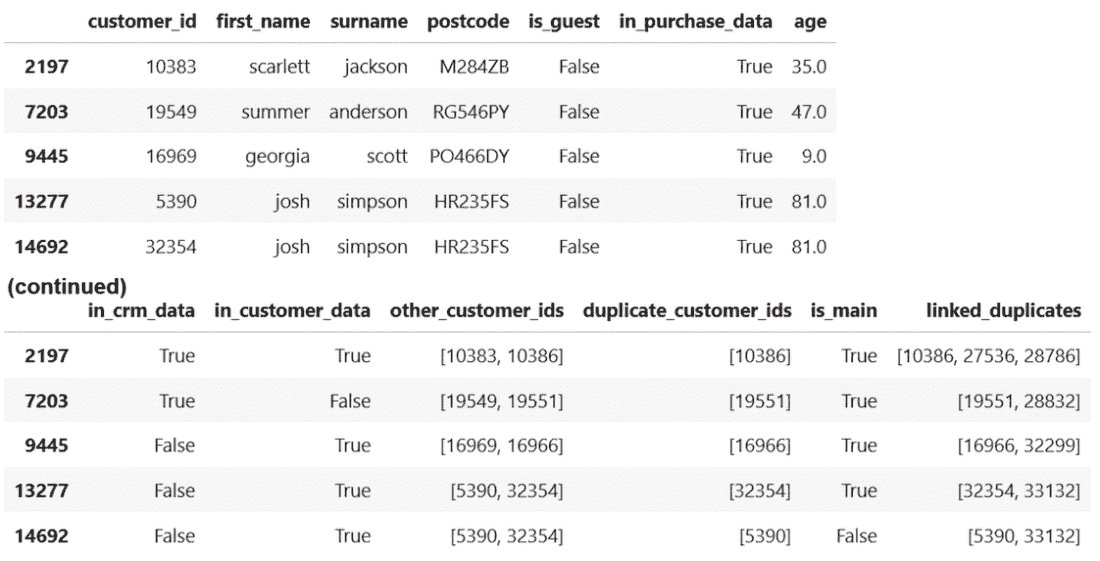 customer_id first_name surname postcode is_guest in_purchase_data age
2197 10383 scarlett jackson M284ZB False True 35.0
7203 19549 summer anderson RG546PY False True 47.0
9445 16969 georgia scott PO466DY False True 9.0
13277 5390 josh simpson HR235FS False True 81.0
14692 32354 josh simpson HR235FS False True 81.0
(continued)
in_crm_data in_customer_data other_customer_ids duplicate_customer_ids is_main linked_duplicates
2197 True True [10383, 10386] [10386] True [10386, 27536, 28786]
7203 True False [19549, 19551] [19551] True [19551, 28832]
9445 False True [16969, 16966] [16966] True [16966, 32299]
13277 False True [5390, 32354] [32354] True [32354, 33132]
14692 False True [5390, 32354] [5390] False [5390, 33132]